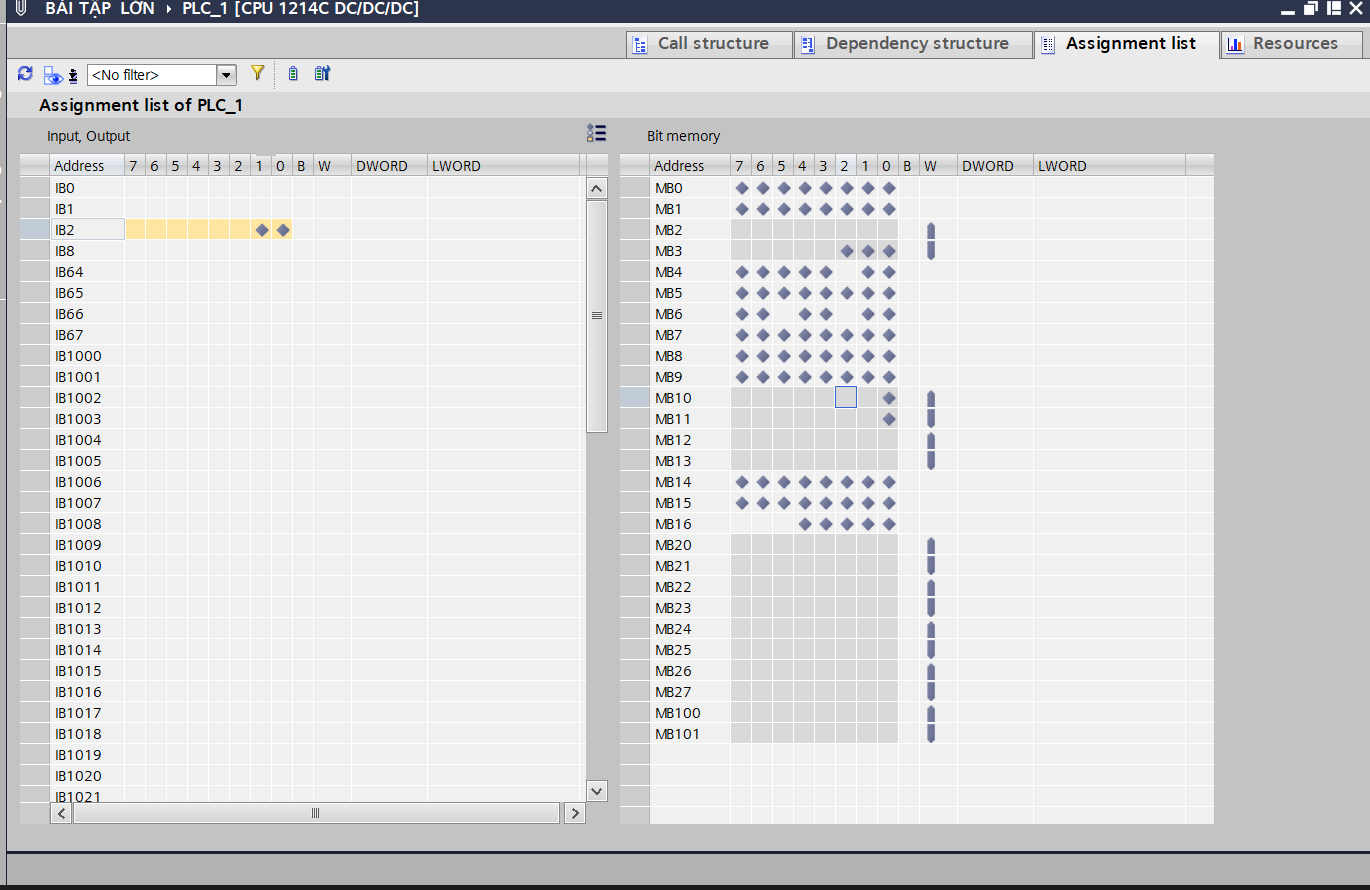 BÀI TẬP LỚN › PLC_1 [CPU 1214C DC/DC/DC]
Call structure Dependency structure Assignment list Resources
<No filter>
Assignment list of PLC_1
Input, Output
Address 7 6 5 4 3 2 1 0 B W DWORD LWORD
IB0
IB1
IB2
IB8
IB64
IB65
IB66
IB67
IB1000
IB1001
IB1002
IB1003
IB1004
IB1005
IB1006
IB1007
IB1008
IB1009
IB1010
IB1011
IB1012
IB1013
IB1014
IB1015
IB1016
IB1017
IB1018
IB1019
IB1020
IB1021
Bit memory
Address 7 6 5 4 3 2 1 0 B W DWORD LWORD
MB0
MB1
MB2
MB3
MB4
MB5
MB6
MB7
MB8
MB9
MB10
MB11
MB12
MB13
MB14
MB15
MB16
MB20
MB21
MB22
MB23
MB24
MB25
MB26
MB27
MB100
MB101